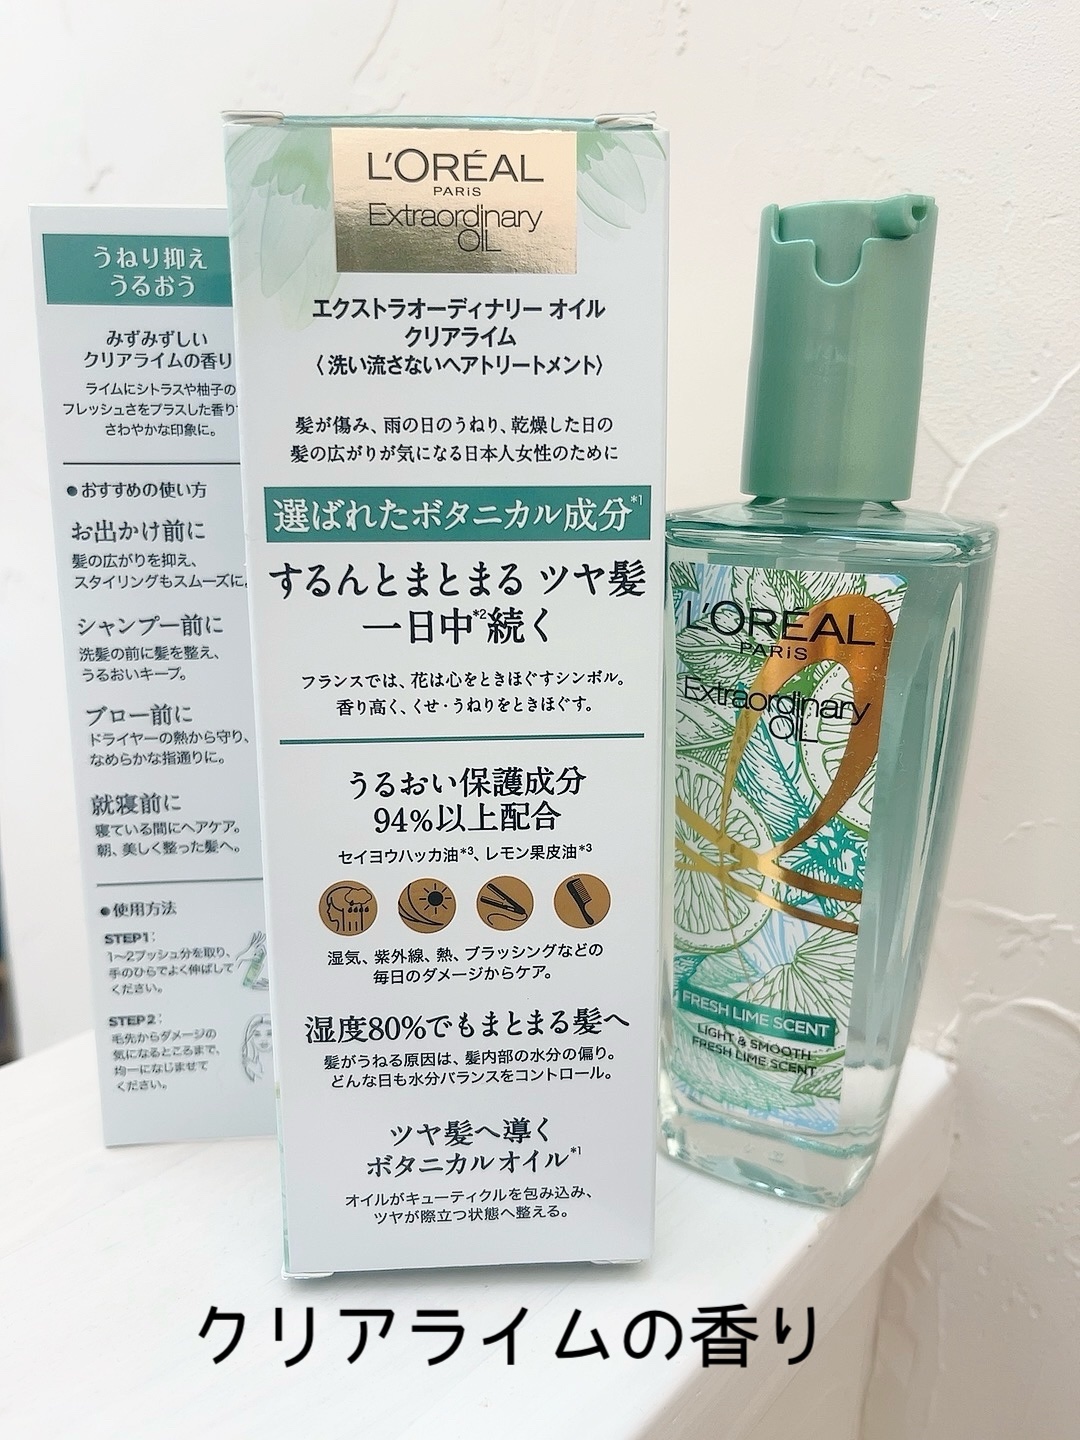 うねり抑え
うるおう
みずみずしい
クリアライムの香り
ライムにシトラスや柚子の
フレッシュさをプラスした香り
さわやかな印象に。
●おすすめの使い方
お出かけ前に
髪の広がりを抑え、
スタイリングもスムーズに。
シャンプー前に
洗髪の前に髪を整え、
うるおいキープ。
ブロー前に
ドライヤーの熱から守り、
なめらかな指通りに。
就寝前に
寝ている間にヘアケア。
朝、美しく整った髪へ。
●使用方法
STEP1:
1〜2プッシュ分を取り、
手のひらでよく伸ばして
ください。
STEP2:
毛先からダメージの
気になるところまで、
均一になじませて
ください。
L'ORÉAL
PARiS
Extraordinary
OIL
エクストラオーディナリー オイル
クリアライム
〈洗い流さないヘアトリートメント〉
髪が傷み、雨の日のうねり、乾燥した日の
髪の広がりが気になる日本人女性のために
選ばれたボタニカル成分*1
するんとまとまる ツヤ髪
一日中*2続く
フランスでは、花は心をときほぐすシンボル。
香り高く、くせ・うねりをときほぐす。
うるおい保護成分
94%以上配合
セイヨウハッカ油*3、レモン果皮油*3
湿気、紫外線、熱、ブラッシングなどの
毎日のダメージからケア。
湿度80%でもまとまる髪へ
髪がうねる原因は、髪内部の水分の偏り。
どんな日も水分バランスをコントロール。
ツヤ髪へ導く
ボタニカルオイル*1
オイルがキューティクルを包み込み、
ツヤが際立つ状態へ整える。
L'ORÉAL
PARiS
Extraordinary
OIL
FRESH LIME SCENT
LIGHT & SMOOTH
FRESH LIME SCENT
クリアライムの香り